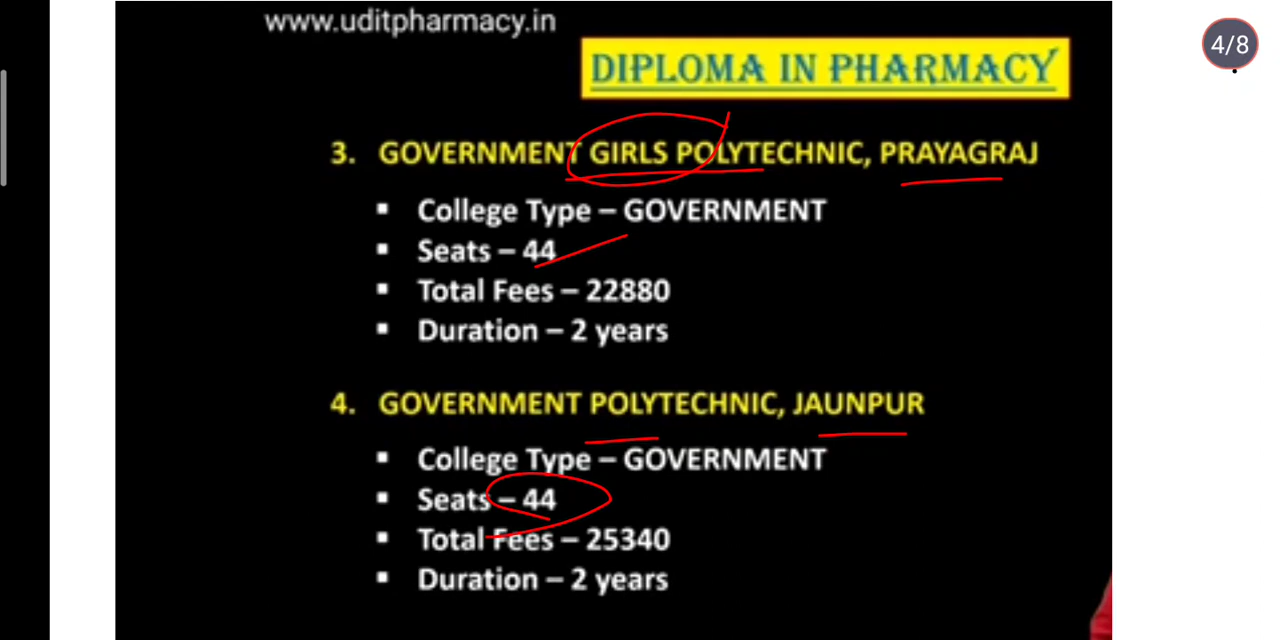 www.uditpharmacy.in
4/8
DIPLOMA IN PHARMACY
3. GOVERNMENT GIRLS POLYTECHNIC, PRAYAGRAJ
▪ College Type – GOVERNMENT
▪ Seats – 44
▪ Total Fees – 22880
▪ Duration – 2 years
4. GOVERNMENT POLYTECHNIC, JAUNPUR
▪ College Type – GOVERNMENT
▪ Seats – 44
▪ Total Fees – 25340
▪ Duration – 2 years